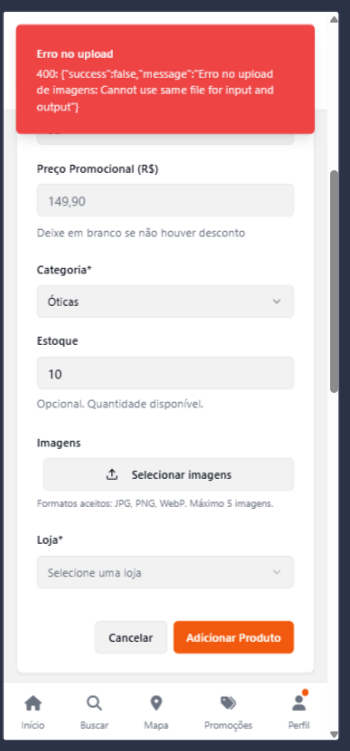 Erro no upload
400: {"success":false,"message":"Erro no upload
de imagens: Cannot use same file for input and
output"}
Preço Promocional (R$)
149,90
Deixe em branco se não houver desconto
Categoria*
Óticas
Estoque
10
Opcional. Quantidade disponível.
Imagens
Selecionar imagens
Formatos aceitos: JPG, PNG, WebP. Máximo 5 imagens.
Loja*
Selecione uma loja
Cancelar
Adicionar Produto
Início
Buscar
Mapa
Promoções
Perfil